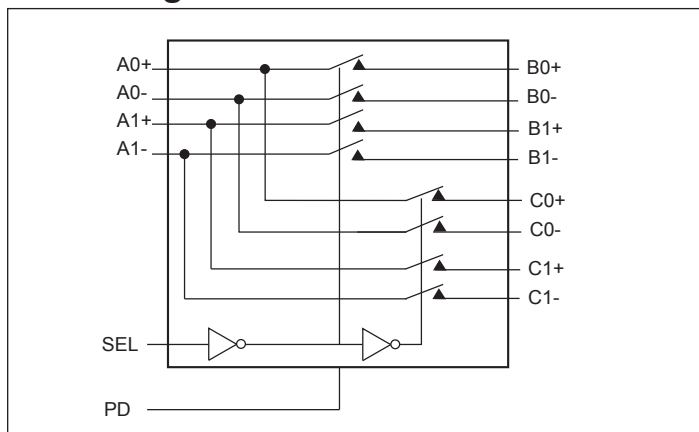 A0+
A0-
A1+
A1-
B0+
B0-
B1+
B1-
C0+
C0-
C1+
C1-
SEL
PD